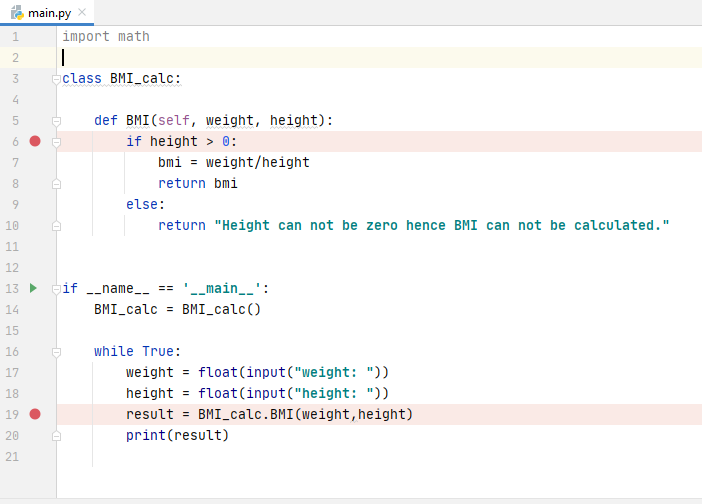 main.py
1 import math
2
3 class BMI_calc:
4
5     def BMI(self, weight, height):
6         if height > 0:
7             bmi = weight/height
8             return bmi
9         else:
10             return "Height can not be zero hence BMI can not be calculated."
11
12
13 if __name__ == '__main__':
14     BMI_calc = BMI_calc()
15
16     while True:
17         weight = float(input("weight: "))
18         height = float(input("height: "))
19         result = BMI_calc.BMI(weight,height)
20         print(result)
21